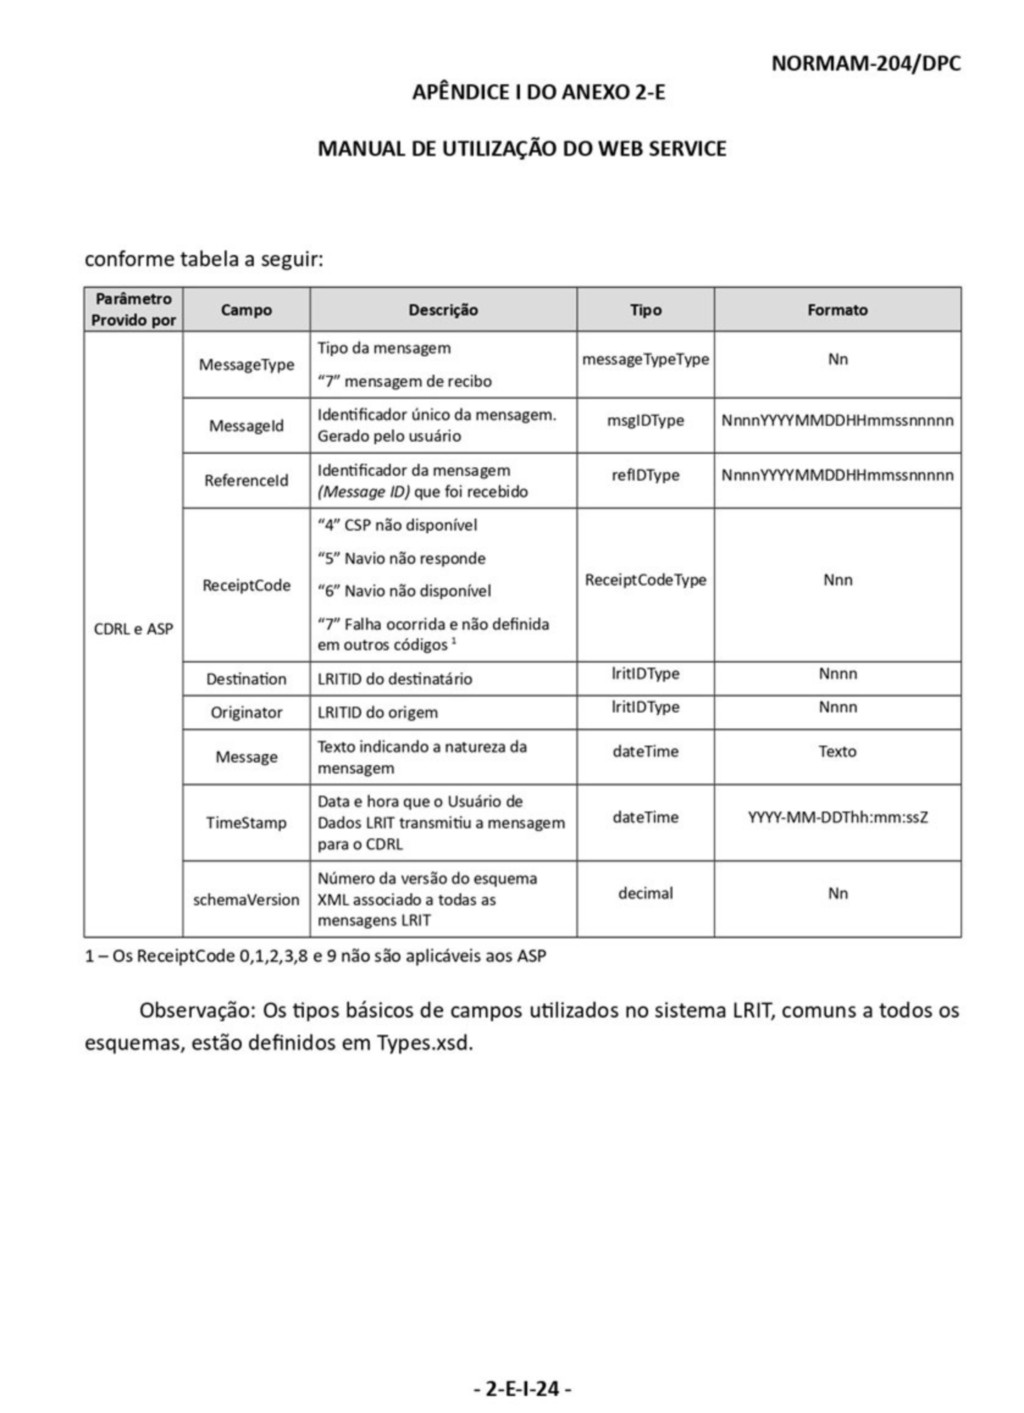 NORMAM-204/DPC
APÊNDICE I DO ANEXO 2-E
MANUAL DE UTILIZAÇÃO DO WEB SERVICE
conforme tabela a seguir:
Parâmetro
Provido por
Campo
Descrição
Tipo
Formato
CDRL e ASP
MessageType
Tipo da mensagem
“7” mensagem de recibo
messageTypeType
Nn
MessageId
Identificador único da mensagem.
Gerado pelo usuário
msgIDType
NnnnYYYYMMDDHHmmssnnnnn
ReferenceId
Identificador da mensagem
(Message ID) que foi recebido
refIDType
NnnnYYYYMMDDHHmmssnnnnn
ReceiptCode
“4” CSP não disponível
“5” Navio não responde
“6” Navio não disponível
“7” Falha ocorrida e não definida
em outros códigos ¹
ReceiptCodeType
Nnn
Destination
LRITID do destinatário
lritIDType
Nnnn
Originator
LRITID do origem
lritIDType
Nnnn
Message
Texto indicando a natureza da
mensagem
dateTime
Texto
TimeStamp
Data e hora que o Usuário de
Dados LRIT transmitiu a mensagem
para o CDRL
dateTime
YYYY-MM-DDThh:mm:ssZ
schemaVersion
Número da versão do esquema
XML associado a todas as
mensagens LRIT
decimal
Nn
1 – Os ReceiptCode 0,1,2,3,8 e 9 não são aplicáveis aos ASP
Observação: Os tipos básicos de campos utilizados no sistema LRIT, comuns a todos os
esquemas, estão definidos em Types.xsd.
- 2-E-I-24 -